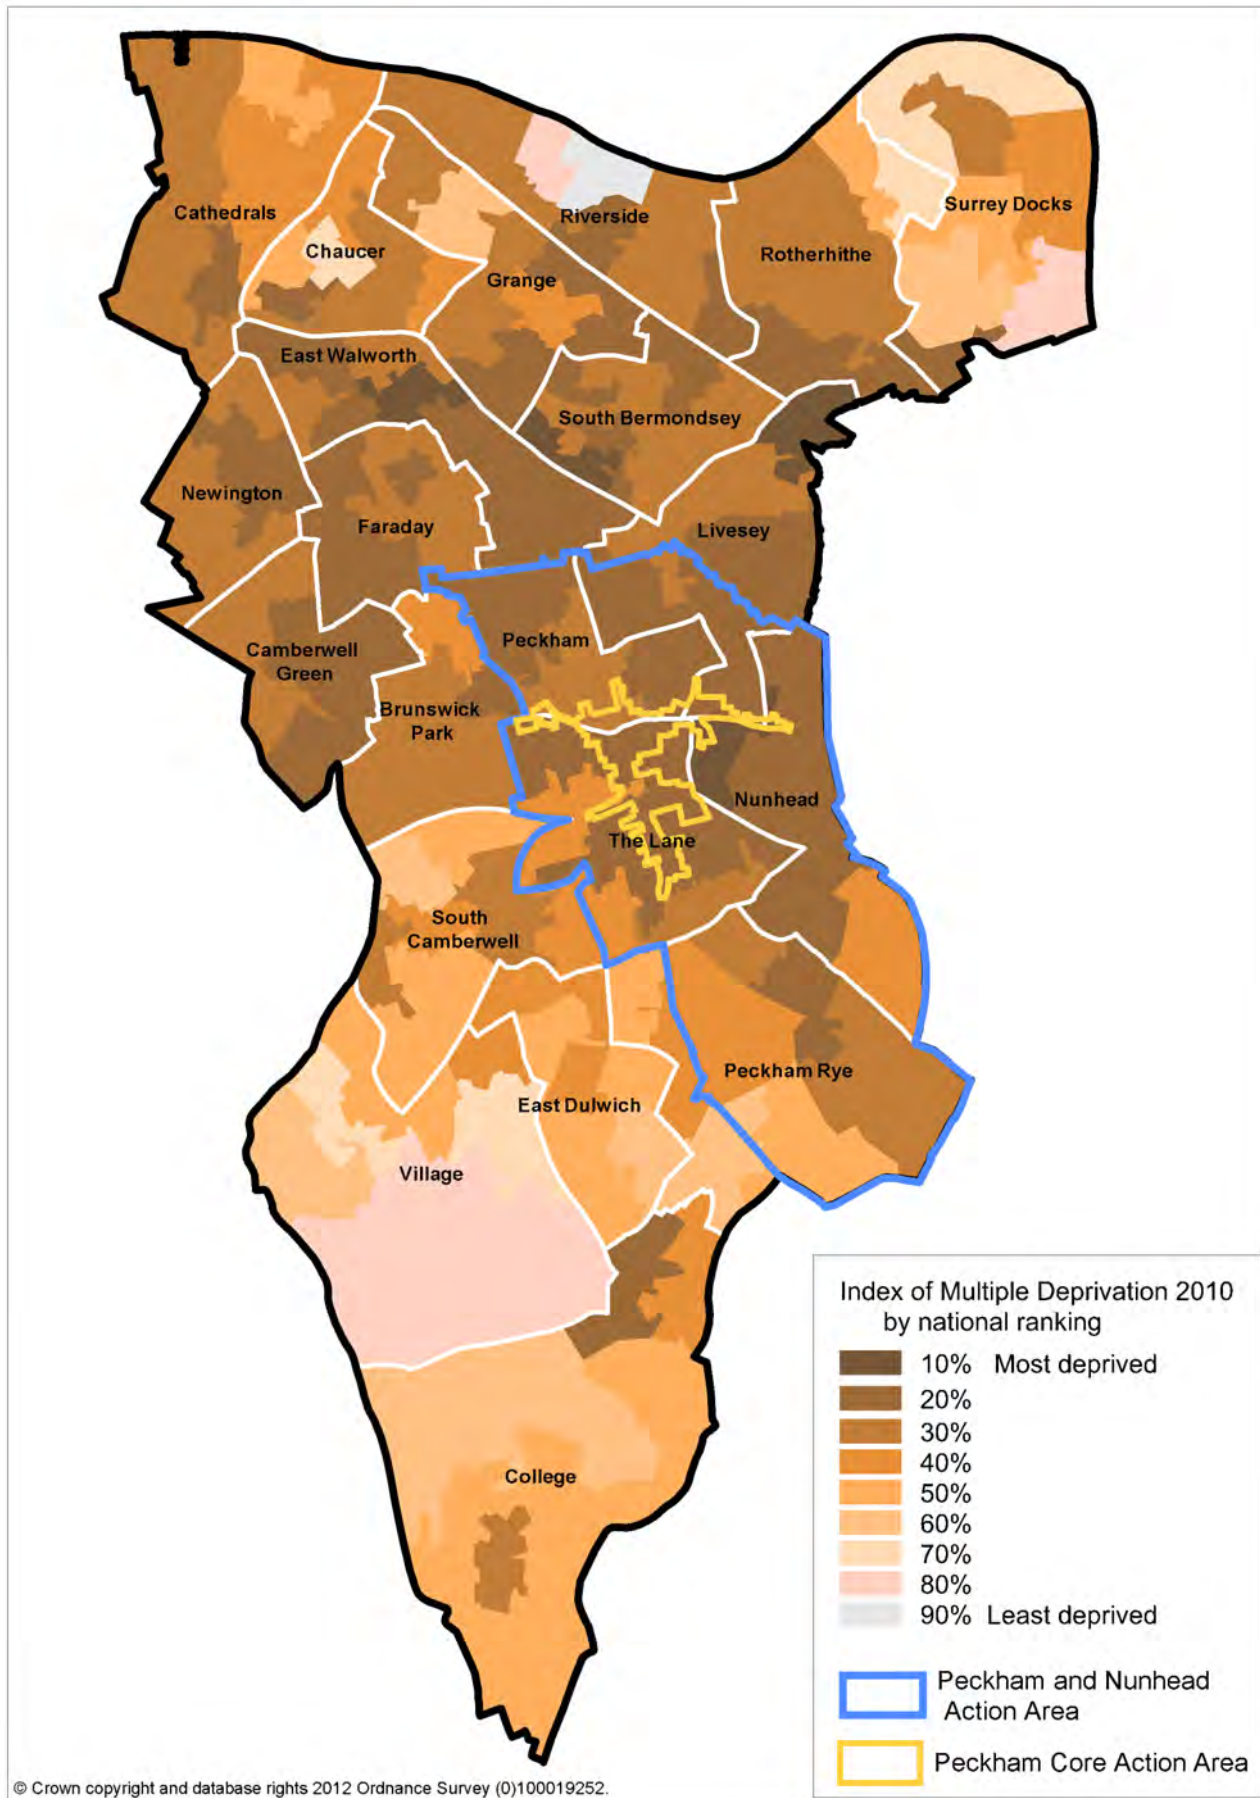 Cathedrals
Chaucer
Riverside
Surrey Docks
Rotherhithe
Grange
East Walworth
South Bermondsey
Newington
Faraday
Livesey
Peckham
Camberwell
Green
Brunswick
Park
Nunhead
The Lane
South
Camberwell
Peckham Rye
East Dulwich
Village
College
Index of Multiple Deprivation 2010
by national ranking
10% Most deprived
20%
30%
40%
50%
60%
70%
80%
90% Least deprived
Peckham and Nunhead
Action Area
Peckham Core Action Area
© Crown copyright and database rights 2012 Ordnance Survey (0)100019252.